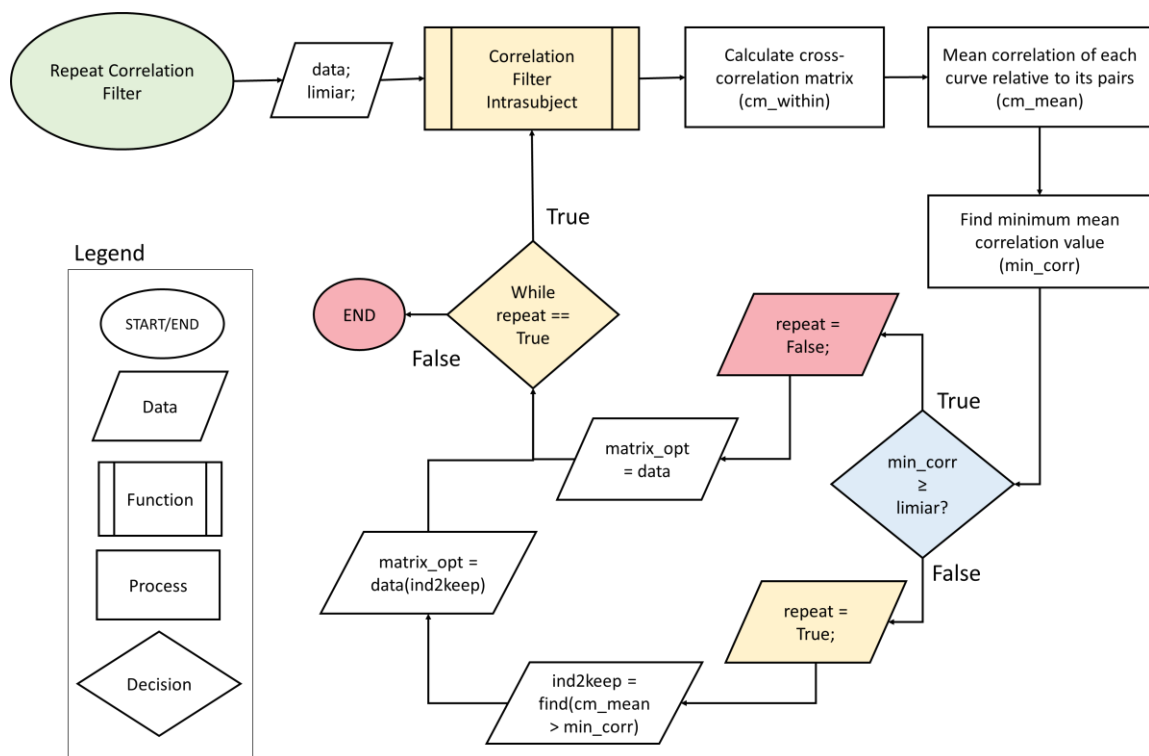 Repeat Correlation
Filter
data;
limiar;
Correlation
Filter
Intrasubject
Calculate cross-
correlation matrix
(cm_within)
Mean correlation of each
curve relative to its pairs
(cm_mean)
Find minimum mean
correlation value
(min_corr)
min_corr
≥
limiar?
True
repeat =
False;
matrix_opt
= data
False
repeat =
True;
ind2keep =
find(cm_mean
> min_corr)
matrix_opt =
data(ind2keep)
While
repeat ==
True
True
False
END
Legend
START/END
Data
Function
Process
Decision